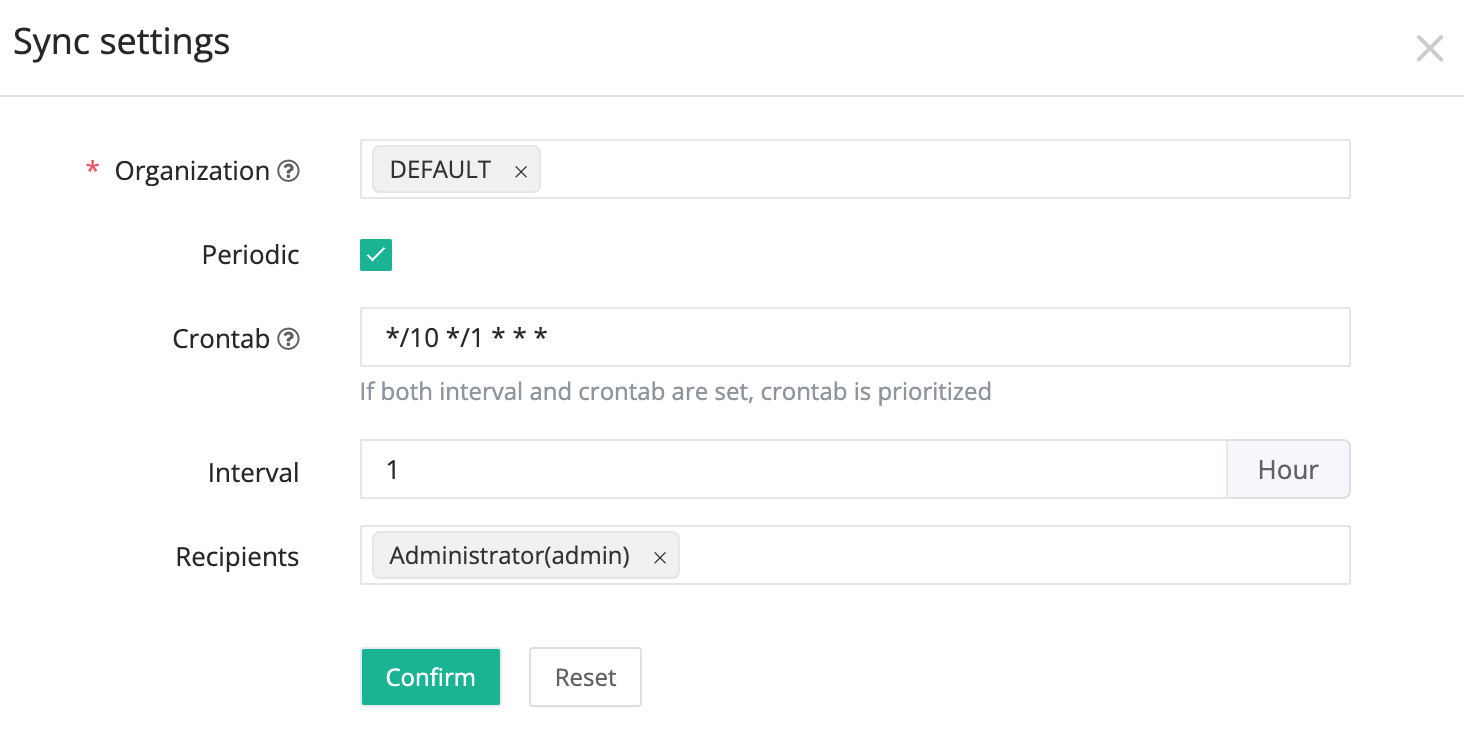 Sync settings
* Organization
DEFAULT ×
Periodic
Crontab
*/10 */1 * * *
If both interval and crontab are set, crontab is prioritized
Interval
1
Hour
Recipients
Administrator(admin) ×
Confirm
Reset